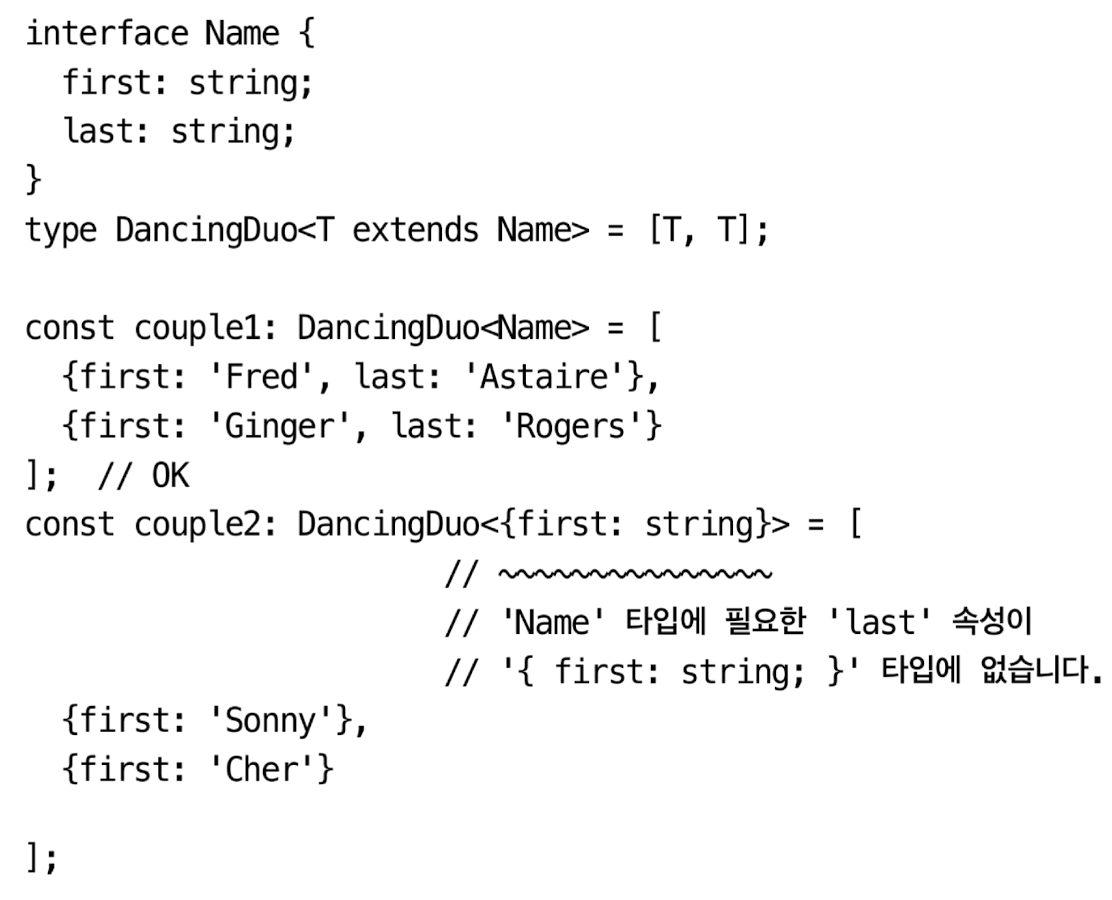 interface Name {
  first: string;
  last: string;
}
type DancingDuo<T extends Name> = [T, T];

const couple1: DancingDuo<Name> = [
  {first: 'Fred', last: 'Astaire'},
  {first: 'Ginger', last: 'Rogers'}
];  // OK
const couple2: DancingDuo<{first: string}> = [
                       // ~~~~~~~~~~~~~~~
                       // 'Name' 타입에 필요한 'last' 속성이
                       // '{ first: string; }' 타입에 없습니다.
  {first: 'Sonny'},
  {first: 'Cher'}

];